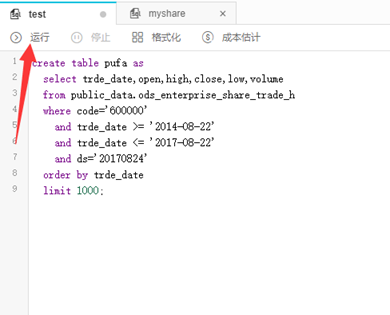 test
myshare
运行
停止
格式化
成本估计
1 create table pufa as
2 select trde_date,open,high,close,low,volume
3 from public_data.ods_enterprise_share_trade_h
4 where code='600000'
5 and trde_date >= '2014-08-22'
6 and trde_date <= '2017-08-22'
7 and ds='20170824'
8 order by trde_date
9 limit 1000;